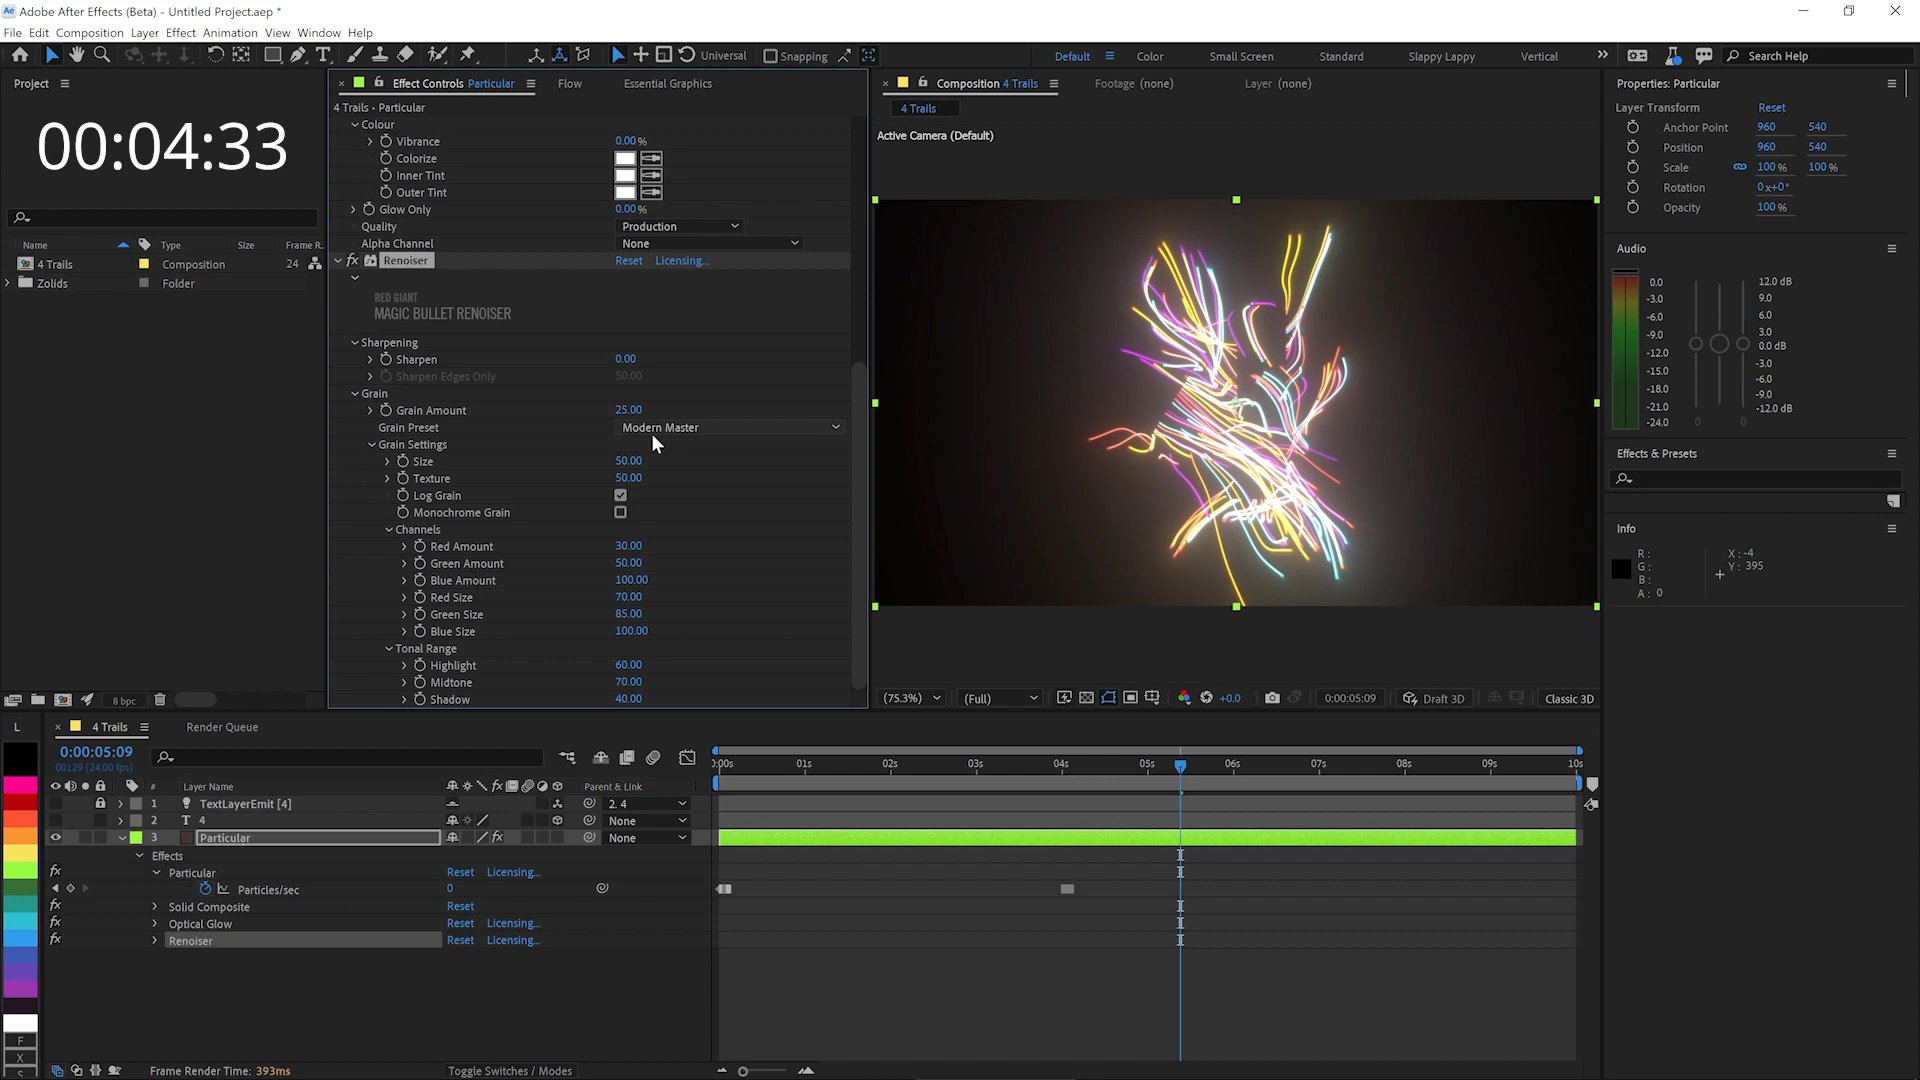 Ae Adobe After Effects (Beta) - Untitled Project.aep *
File Edit Composition Layer Effect Animation View Window Help
Universal Snapping Default Color Small Screen Standard Slappy Lappy Vertical Search Help
Project
00:04:33
Name Type Size Frame R.
4 Trails Composition 24
Zolids Folder
8 bpc
Effect Controls Particular Flow Essential Graphics
4 Trails • Particular
Colour
Vibrance 0.00 %
Colorize
Inner Tint
Outer Tint
Glow Only 0.00 %
Quality Production
Alpha Channel None
fx Renoiser Reset Licensing...
RED GIANT
MAGIC BULLET RENOISER
Sharpening
Sharpen 0.00
Sharpen Edges Only 50.00
Grain
Grain Amount 25.00
Grain Preset Modern Master
Grain Settings
Size 50.00
Texture 50.00
Log Grain
Monochrome Grain
Channels
Red Amount 30.00
Green Amount 50.00
Blue Amount 100.00
Red Size 70.00
Green Size 85.00
Blue Size 100.00
Tonal Range
Highlight 60.00
Midtone 70.00
Shadow 40.00
Composition 4 Trails Footage (none) Layer (none)
4 Trails
Active Camera (Default)
(75.3%) (Full) +0.0 0:00:05:09 Draft 3D Classic 3D
Properties: Particular
Layer Transform Reset
Anchor Point 960 540
Position 960 540
Scale 100 % 100 %
Rotation 0x+0°
Opacity 100 %
Audio
0.0
-3.0
-6.0
-9.0
-12.0
-15.0
-18.0
-21.0
-24.0
0 0
12.0 dB
9.0
6.0
3.0
0.0 dB
-3.0
-6.0
-9.0
-12.0 dB
Effects & Presets
Info
R :
G :
B :
A : 0
X : -4
Y : 395
L
F
X
4 Trails Render Queue
0:00:05:09
00129 (24.00 fps)
01s 02s 03s 04s 05s 06s 07s 08s 09s 10s
# Layer Name fx Parent & Link
1 TextLayerEmit [4] 2. 4
2 T 4 None
3 Particular fx None
Effects
fx Particular Reset Licensing...
Particles/sec 0
fx Solid Composite Reset
fx Optical Glow Reset Licensing...
fx Renoiser Reset Licensing...
Frame Render Time: 393ms Toggle Switches / Modes